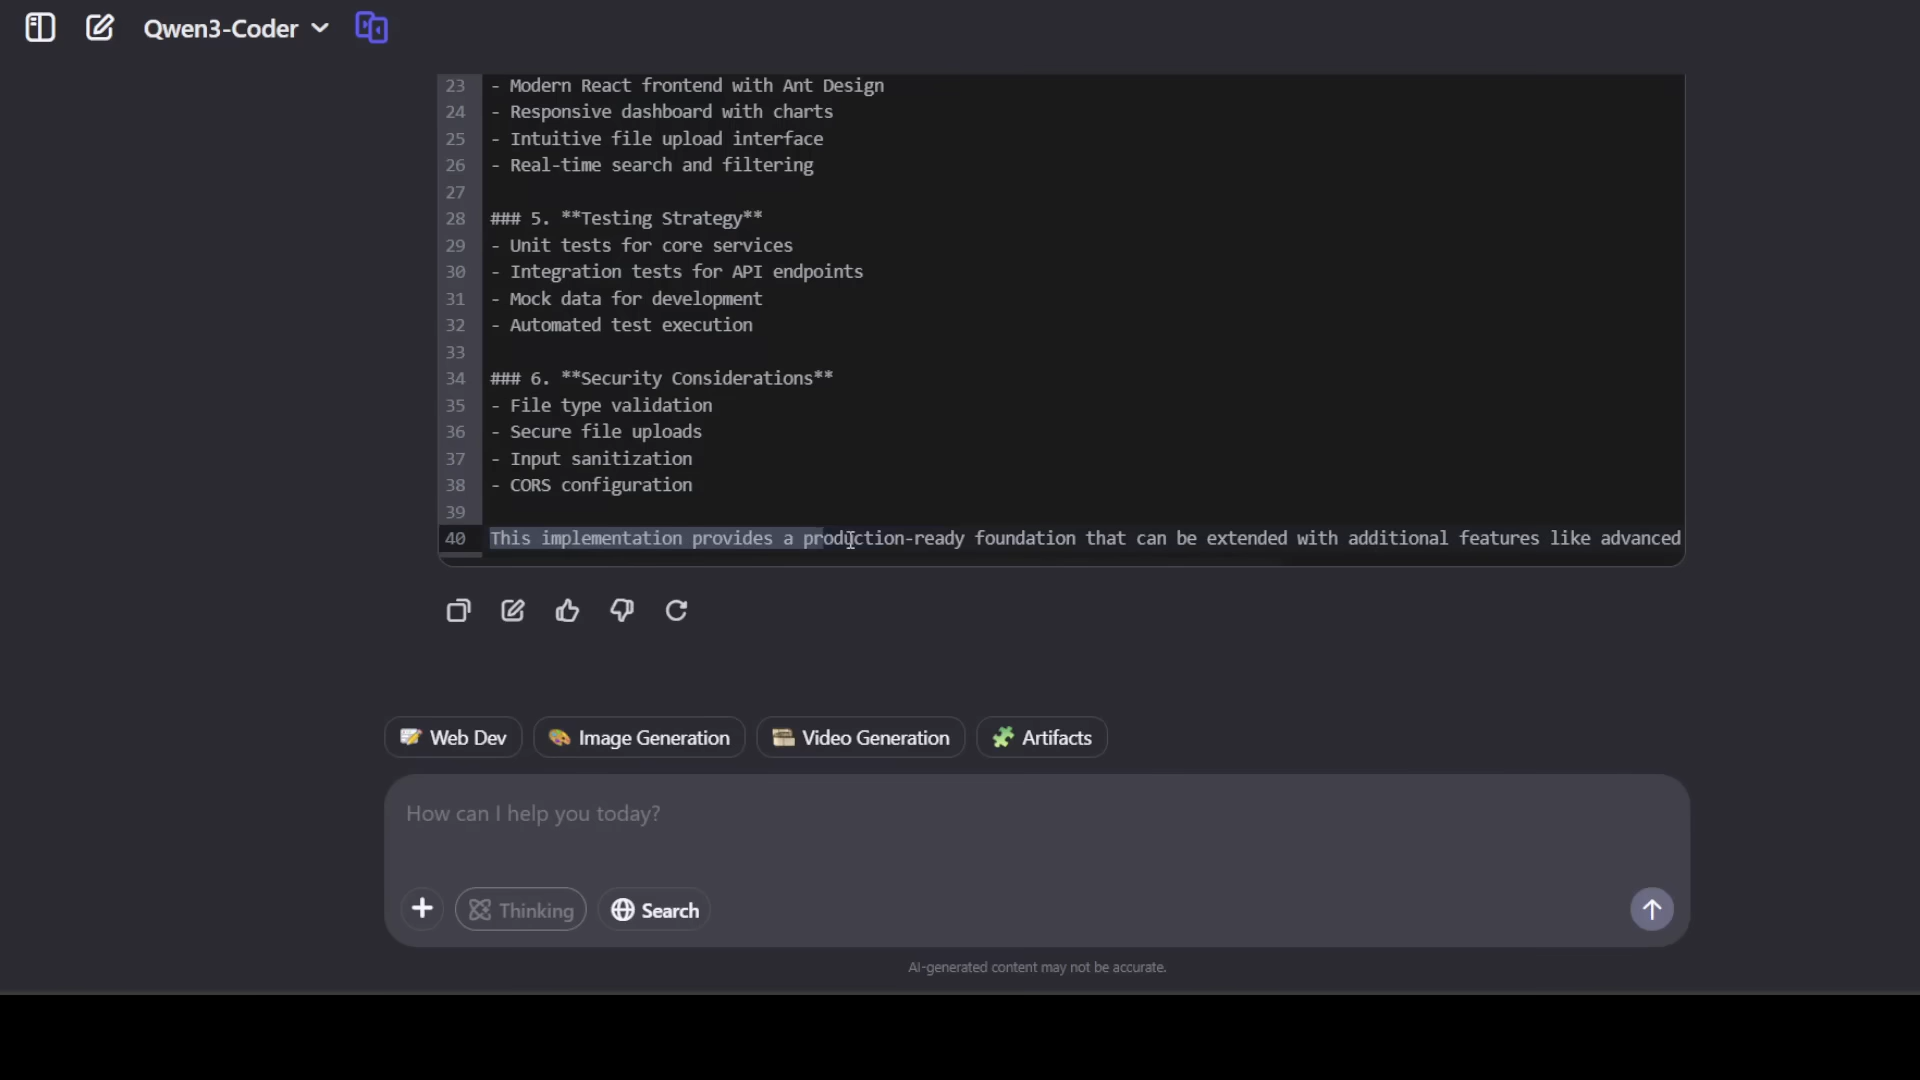 Qwen3-Coder
23 - Modern React frontend with Ant Design
24 - Responsive dashboard with charts
25 - Intuitive file upload interface
26 - Real-time search and filtering
27
28 ### 5. **Testing Strategy**
29 - Unit tests for core services
30 - Integration tests for API endpoints
31 - Mock data for development
32 - Automated test execution
33
34 ### 6. **Security Considerations**
35 - File type validation
36 - Secure file uploads
37 - Input sanitization
38 - CORS configuration
39
40 This implementation provides a production-ready foundation that can be extended with additional features like advanced
Web Dev Image Generation Video Generation Artifacts
How can I help you today?
Thinking Search
AI-generated content may not be accurate.